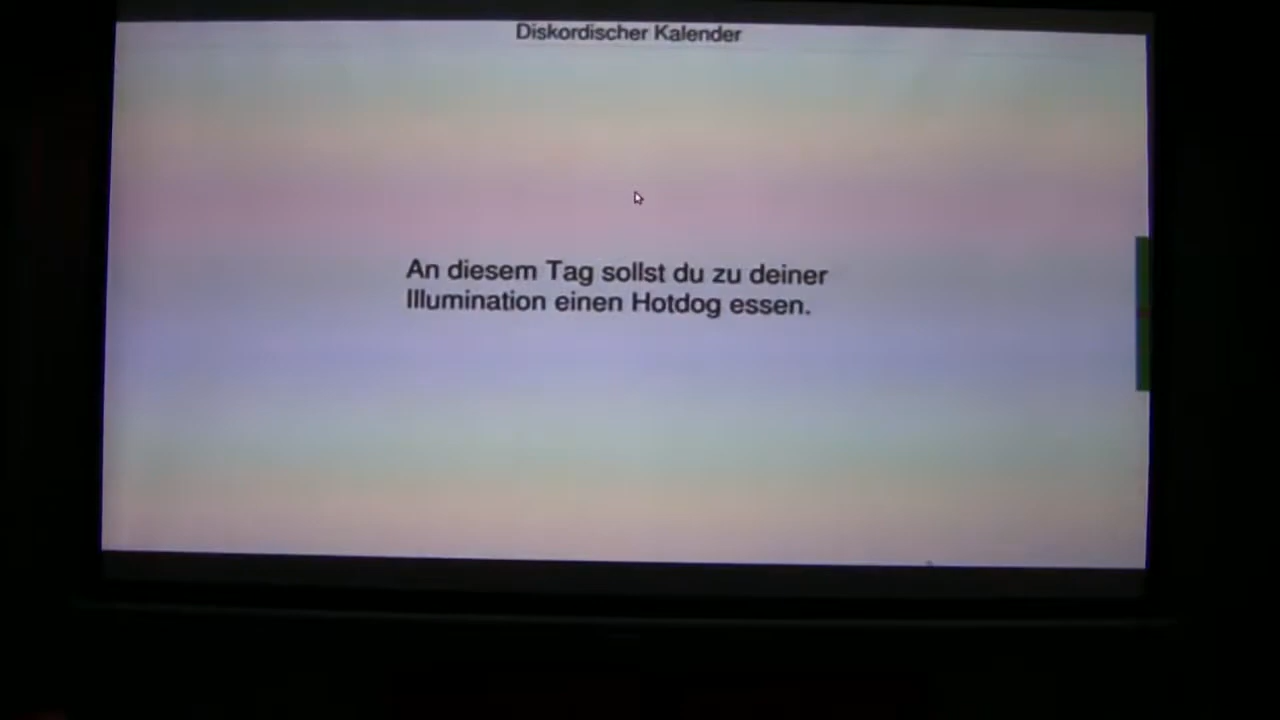 Diskordischer Kalender
An diesem Tag sollst du zu deiner
Illumination einen Hotdog essen.